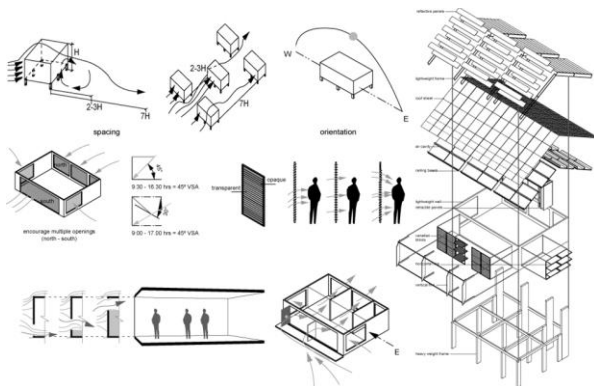 H
2-3H
7H
spacing
2-3H
7H
W
E
orientation
north
south
encourage multiple openings
(north - south)
9:30 - 16.30 hrs = 45º VSA
9:00 - 17.00 hrs = 45º VSA
transparent
opaque
E
reflective panels
lightweight frame
roof sheet
air cavity
ceiling board
lightweight wall
heavy weight frame